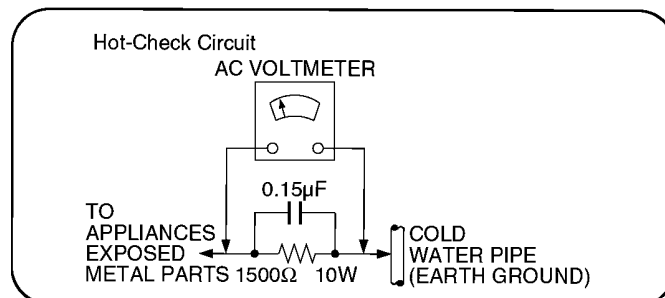 Hot-Check Circuit
AC VOLTMETER
0.15µF
TO
APPLIANCES
EXPOSED
METAL PARTS
1500Ω 10W
COLD
WATER PIPE
(EARTH GROUND)